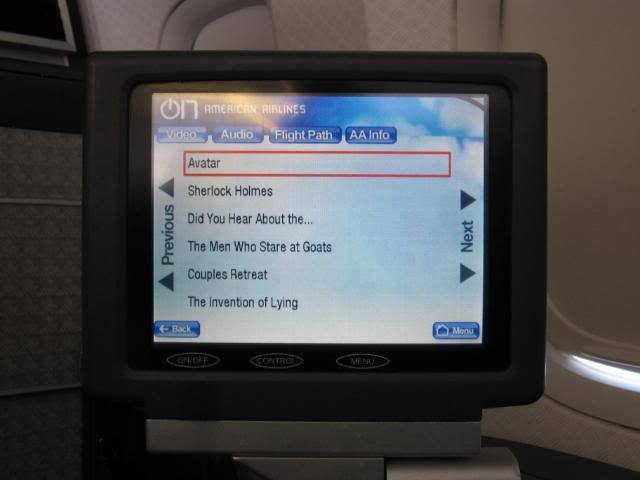 ON AMERICAN AIRLINES
Video Audio Flight Path AA Info
Avatar
Sherlock Holmes
Did You Hear About the...
The Men Who Stare at Goats
Couples Retreat
The Invention of Lying
Previous
Next
Back
Menu
ON/OFF CONTROL MENU